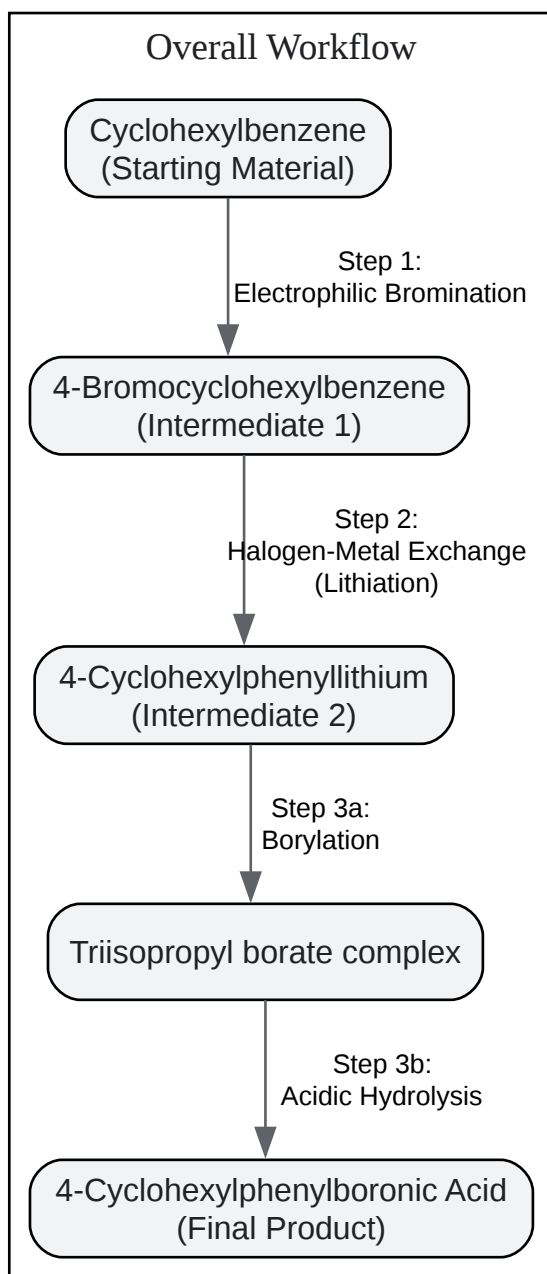 Overall Workflow
Cyclohexylbenzene
(Starting Material)
Step 1:
Electrophilic Bromination
4-Bromocyclohexylbenzene
(Intermediate 1)
Step 2:
Halogen-Metal Exchange
(Lithiation)
4-Cyclohexylphenyllithium
(Intermediate 2)
Step 3a:
Borylation
Triisopropyl borate complex
Step 3b:
Acidic Hydrolysis
4-Cyclohexylphenylboronic Acid
(Final Product)